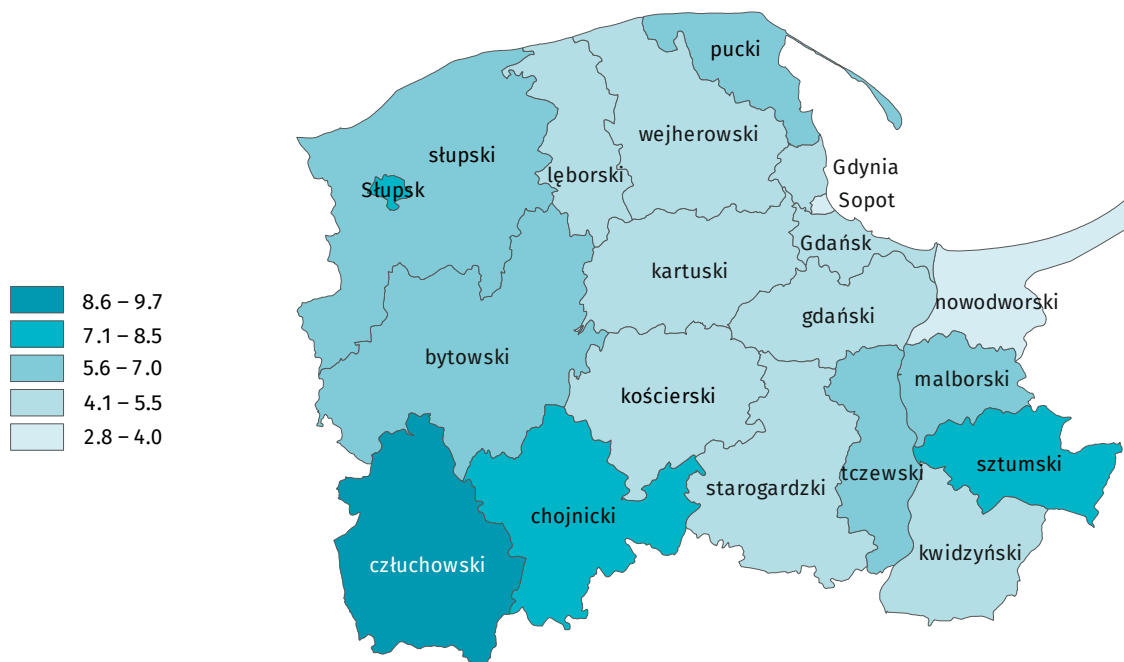 pucki
wejherowski
słupski
Gdynia
lęborski
Słupsk
Sopot
Gdańsk
kartuski
nowodworski
gdański
bytowski
malborski
kościerski
sztumski
tczewski
starogardzki
chojnicki
kwidzyński
człuchowski
8.6 – 9.7
7.1 – 8.5
5.6 – 7.0
4.1 – 5.5
2.8 – 4.0